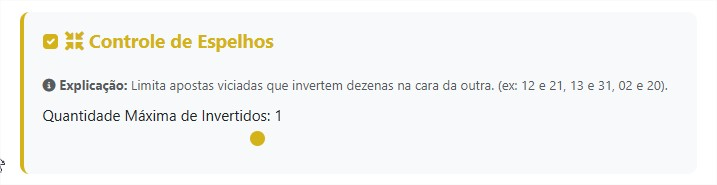 Controle de Espelhos
Explicação: Limita apostas viciadas que invertem dezenas na cara da outra. (ex: 12 e 21, 13 e 31, 02 e 20).
Quantidade Máxima de Invertidos: 1